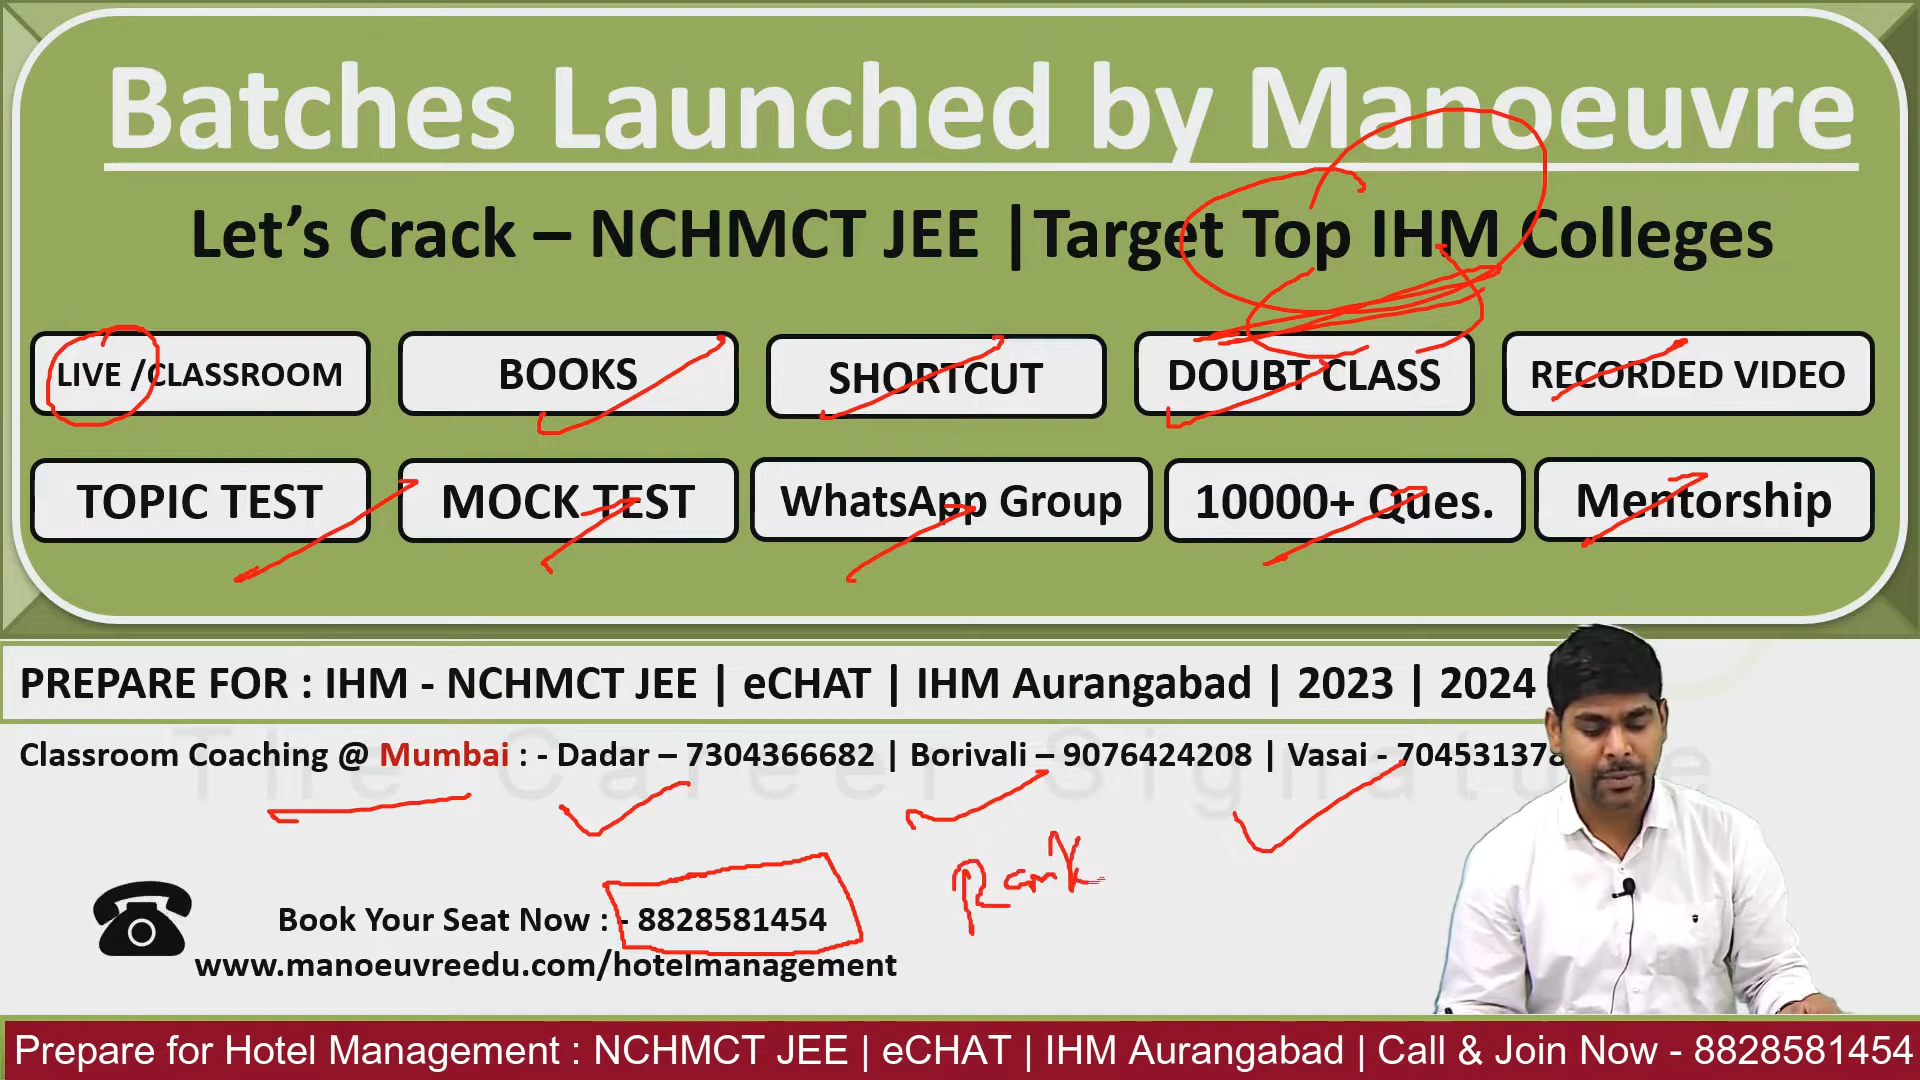 Batches Launched by Manoeuvre
Let's Crack – NCHMCT JEE |Target Top IHM Colleges
LIVE /CLASSROOM BOOKS SHORTCUT DOUBT CLASS RECORDED VIDEO
TOPIC TEST MOCK TEST WhatsApp Group 10000+ Ques. Mentorship
PREPARE FOR : IHM - NCHMCT JEE | eCHAT | IHM Aurangabad | 2023 | 2024
The Career Signature
Classroom Coaching @ Mumbai : - Dadar – 7304366682 | Borivali – 9076424208 | Vasai -
Rank
Book Your Seat Now : - 8828581454
www.manoeuvreedu.com/hotelmanagement
Prepare for Hotel Management : NCHMCT JEE | eCHAT | IHM Aurangabad | Call & Join Now - 8828581454